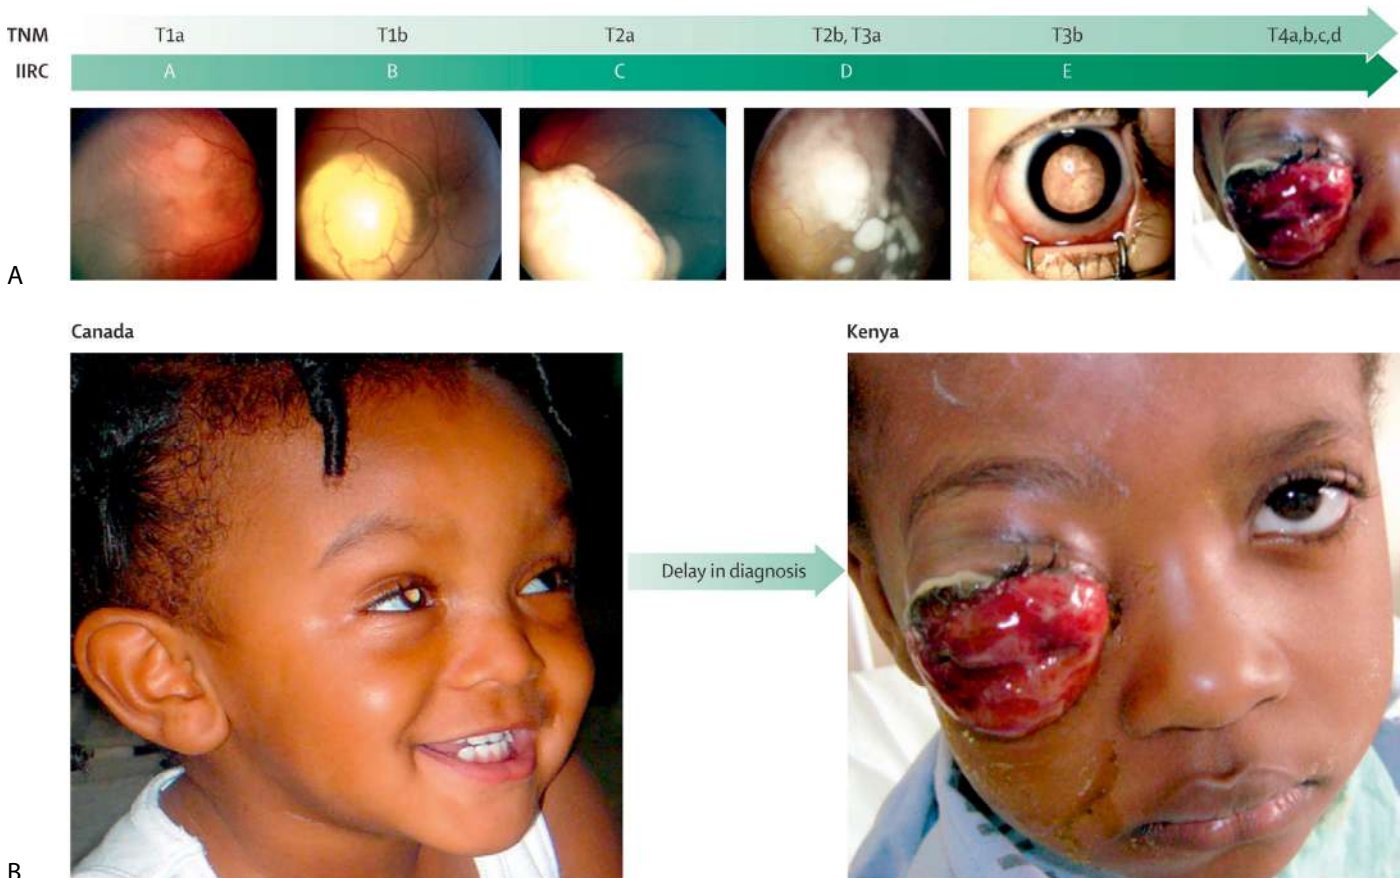 TNM T1a T1b T2a T2b, T3a T3b T4a,b,c,d
IIRC A B C D E
A
Canada
Kenya
Delay in diagnosis
B